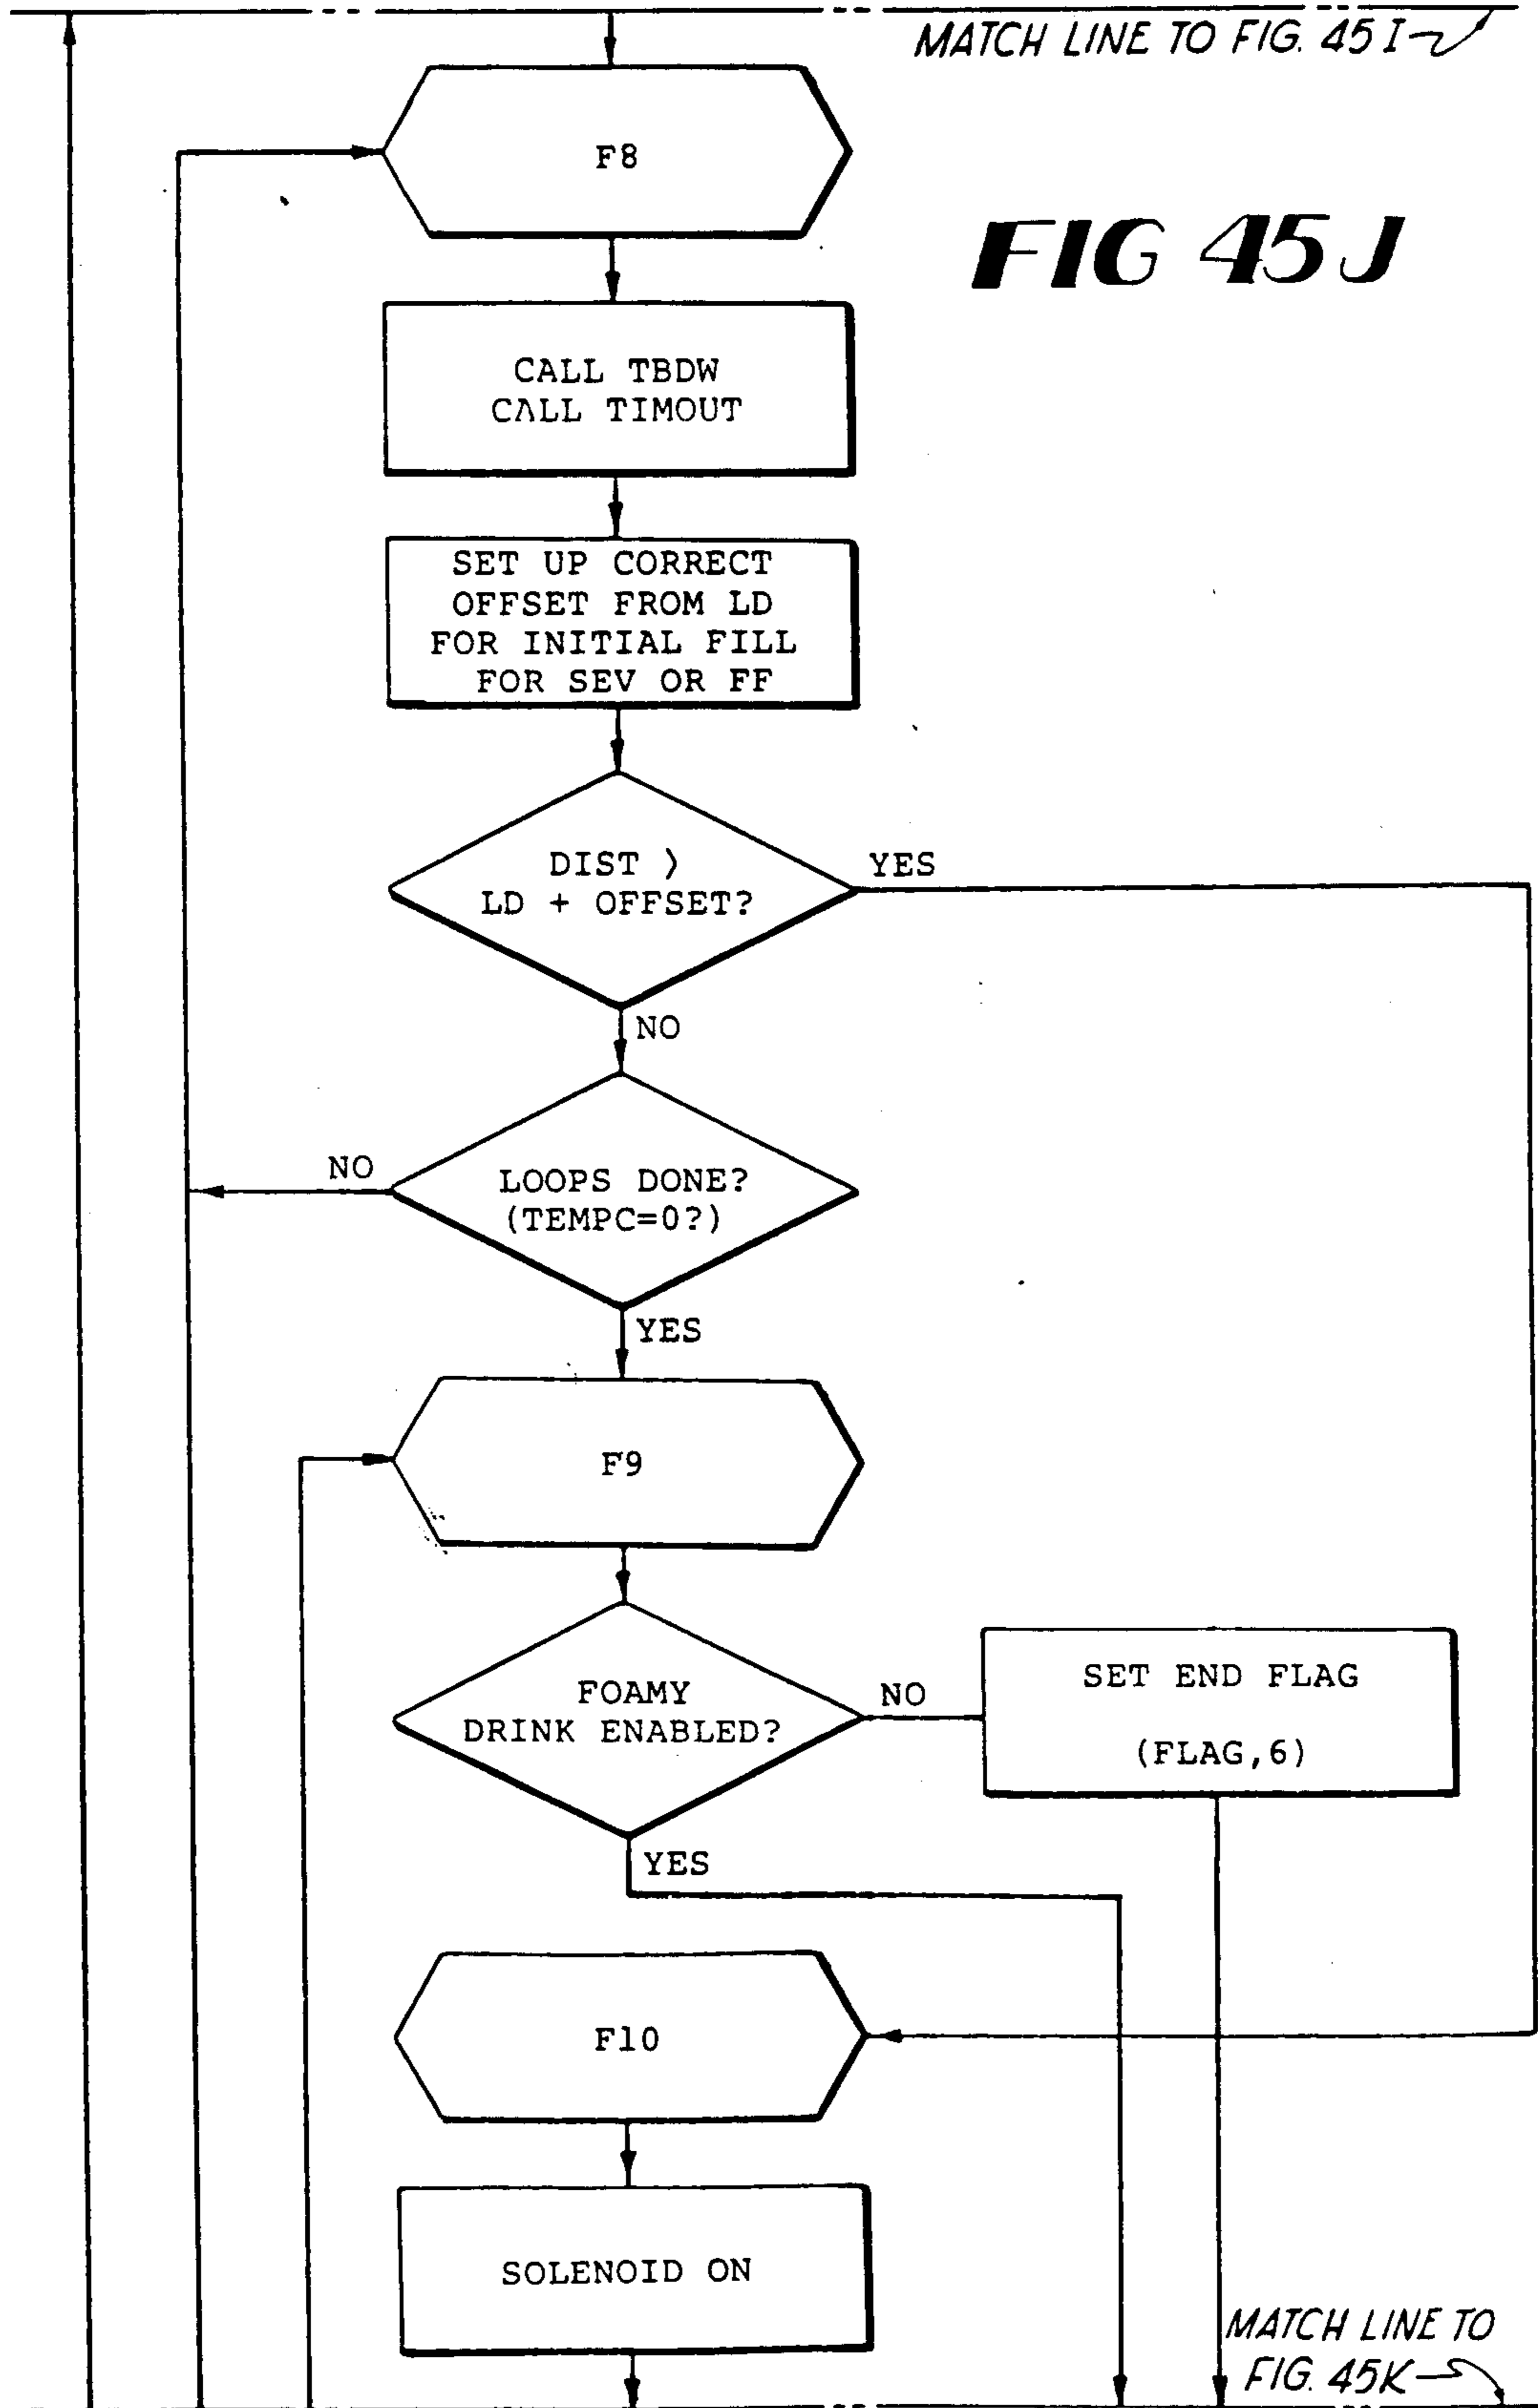 MATCH LINE TO FIG. 45I
F8
FIG 45J
CALL TBDW
CALL TIMOUT
SET UP CORRECT
OFFSET FROM LD
FOR INITIAL FILL
FOR SEV OR FF
DIST >
LD + OFFSET?
YES
NO
LOOPS DONE?
(TEMPC=0?)
NO
YES
F9
FOAMY
DRINK ENABLED?
NO
SET END FLAG
(FLAG,6)
YES
F10
SOLENOID ON
MATCH LINE TO
FIG. 45K